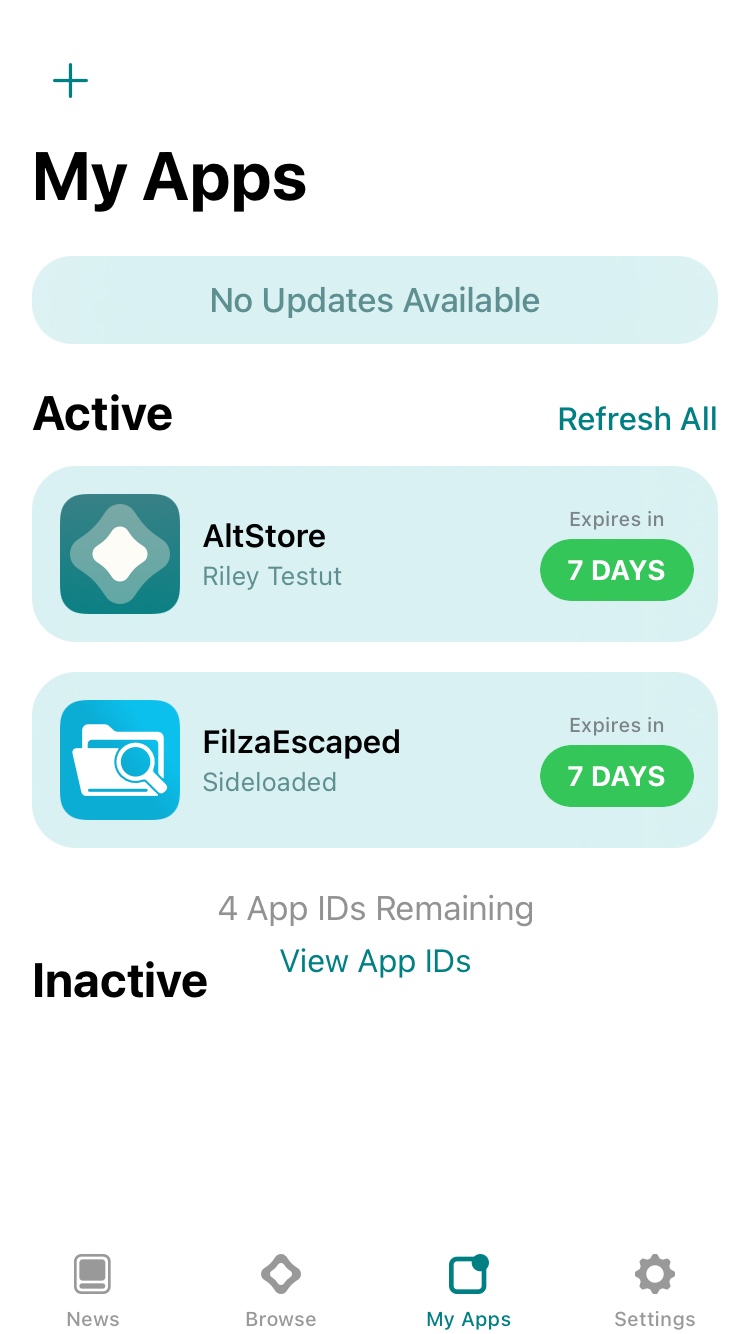 My Apps
No Updates Available
Active
Refresh All
AltStore
Riley Testut
Expires in
7 DAYS
FilzaEscaped
Sideloaded
Expires in
7 DAYS
4 App IDs Remaining
View App IDs
Inactive
News
Browse
My Apps
Settings